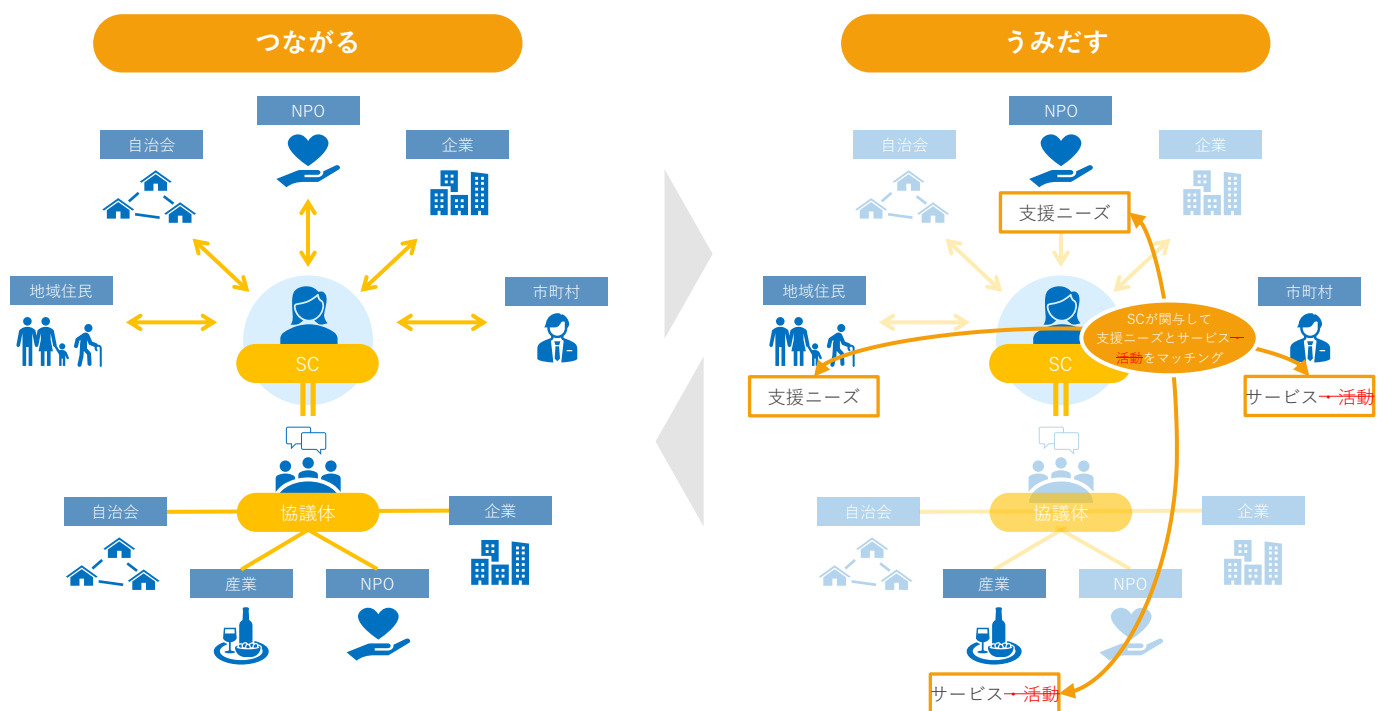 つながる
NPO
自治会
企業
地域住民
市町村
SC
協議体
自治会
企業
産業
NPO
うみだす
NPO
自治会
企業
支援ニーズ
地域住民
市町村
SCが関与して
支援ニーズとサービス・
活動をマッチング
SC
支援ニーズ
サービス・活動
協議体
自治会
企業
産業
NPO
サービス・活動